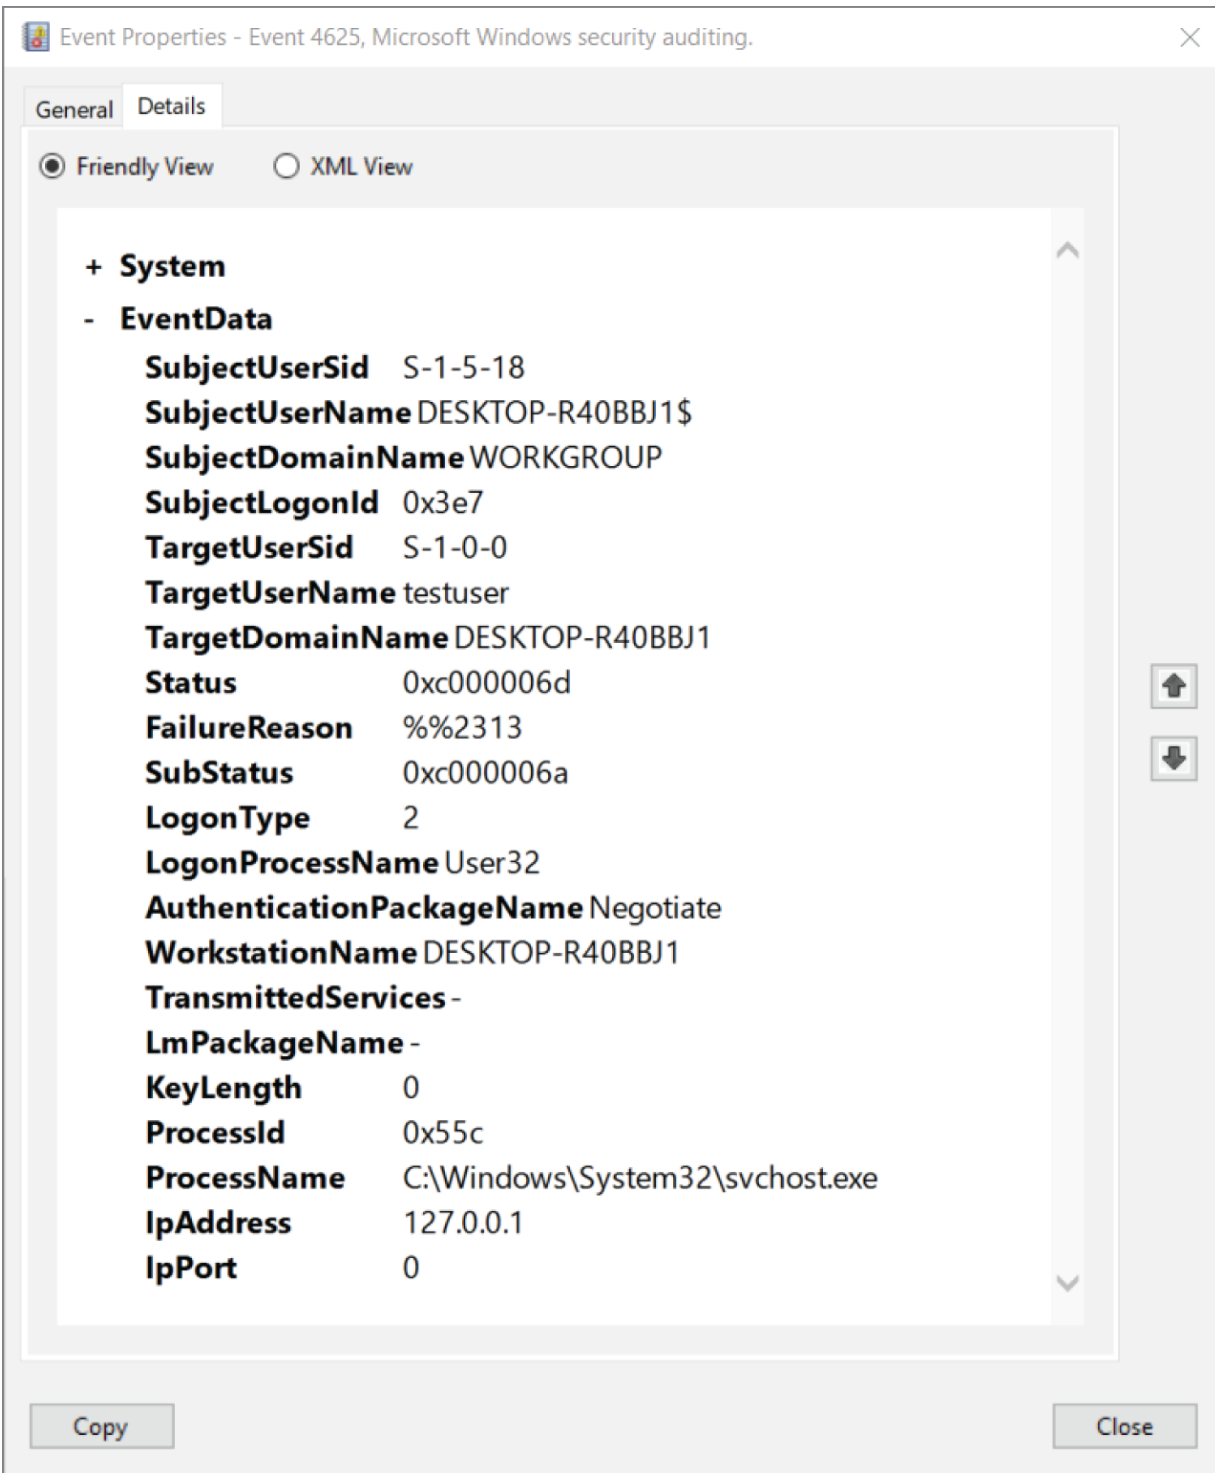 Event Properties - Event 4625, Microsoft Windows security auditing.
General Details
Friendly View XML View
+ System
- EventData
SubjectUserSid S-1-5-18
SubjectUserName DESKTOP-R40BBJ1$
SubjectDomainName WORKGROUP
SubjectLogonId 0x3e7
TargetUserSid S-1-0-0
TargetUserName testuser
TargetDomainName DESKTOP-R40BBJ1
Status 0xc000006d
FailureReason %%2313
SubStatus 0xc000006a
LogonType 2
LogonProcessName User32
AuthenticationPackageName Negotiate
WorkstationName DESKTOP-R40BBJ1
TransmittedServices -
LmPackageName -
KeyLength 0
ProcessId 0x55c
ProcessName C:\Windows\System32\svchost.exe
IpAddress 127.0.0.1
IpPort 0
Copy Close